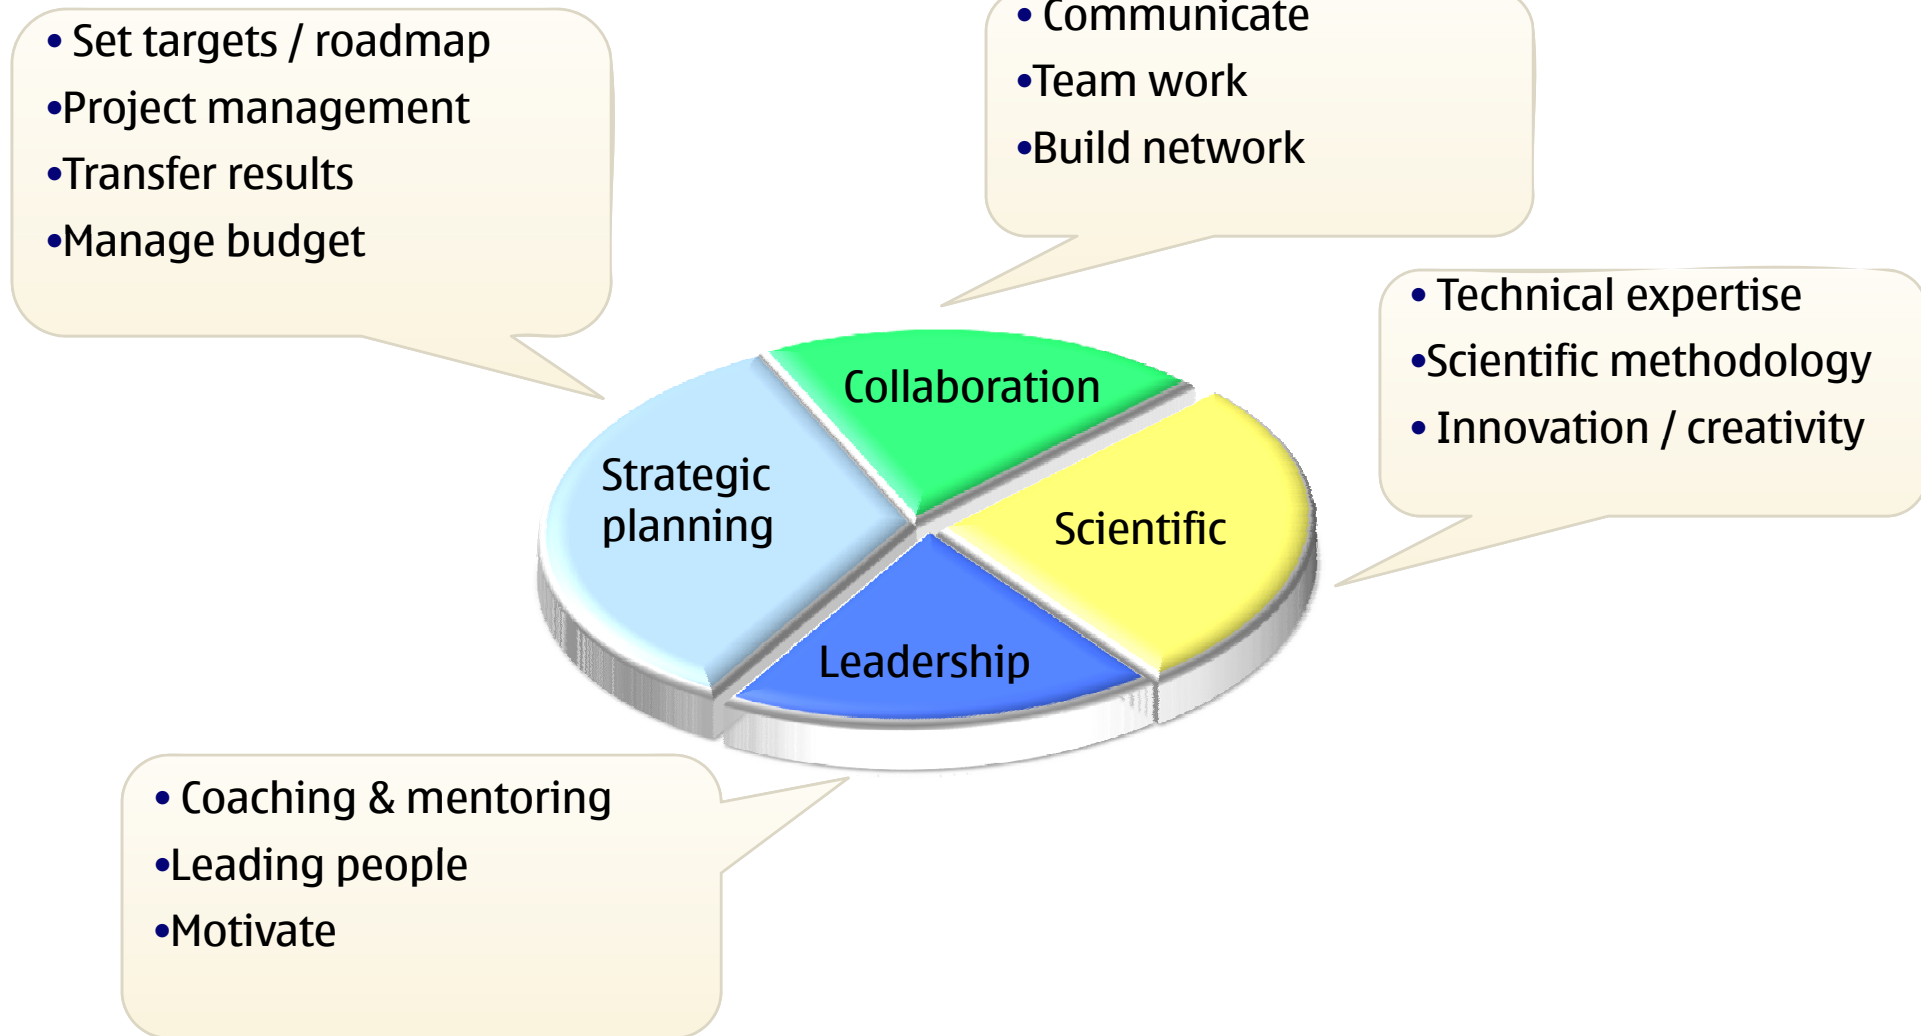 • Set targets / roadmap
•Project management
•Transfer results
•Manage budget
• Communicate
•Team work
•Build network
• Technical expertise
•Scientific methodology
• Innovation / creativity
Collaboration
Strategic
planning
Scientific
Leadership
• Coaching & mentoring
•Leading people
•Motivate